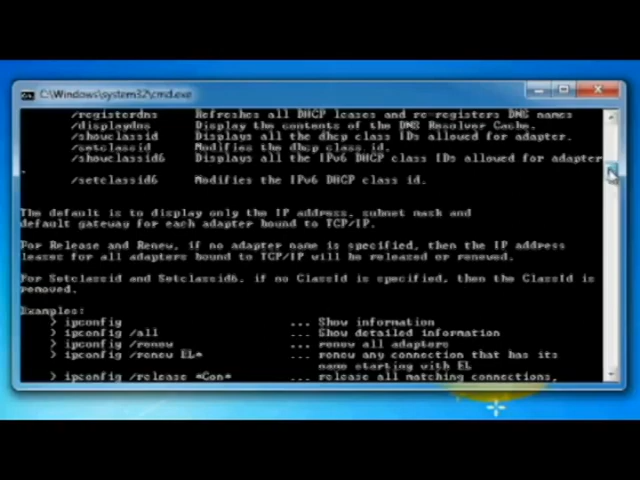 C:\Windows\system32\cmd.exe
/registerdns Refreshes all DHCP leases and re-registers DNS names
/displaydns Display the contents of the DNS Resolver Cache.
/showclassid Displays all the dhcp class IDs allowed for adapter.
/setclassid Modifies the dhcp class id.
/showclassid6 Displays all the IPv6 DHCP class IDs allowed for adapter
.
/setclassid6 Modifies the IPv6 DHCP class id.
The default is to display only the IP address, subnet mask and
default gateway for each adapter bound to TCP/IP.
For Release and Renew, if no adapter name is specified, then the IP address
leases for all adapters bound to TCP/IP will be released or renewed.
For Setclassid and Setclassid6, if no ClassId is specified, then the ClassId is
removed.
Examples:
> ipconfig ... Show information
> ipconfig /all ... Show detailed information
> ipconfig /renew ... renew all adapters
> ipconfig /renew EL* ... renew any connection that has its
name starting with EL
> ipconfig /release *Con* ... release all matching connections,